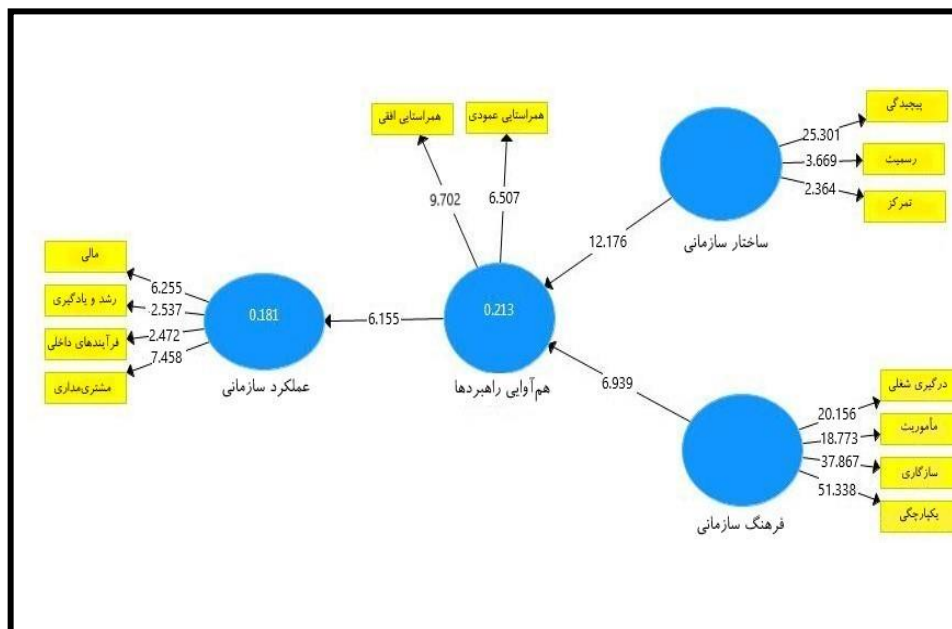 پیچیدگی
25.301
رسمیت
3.669
تمرکز
2.364
ساختار سازمانی
12.176
همراستایی عمودی
همراستایی افقی
6.507
9.702
0.213
هم‌آوایی راهبردها
6.939
درگیری شغلی
20.156
مأموریت
18.773
سازگاری
37.867
یکپارچگی
51.338
فرهنگ سازمانی
6.155
0.181
عملکرد سازمانی
مالی
6.255
رشد و یادگیری
2.537
فرآیندهای داخلی
2.472
مشتری‌مداری
7.458